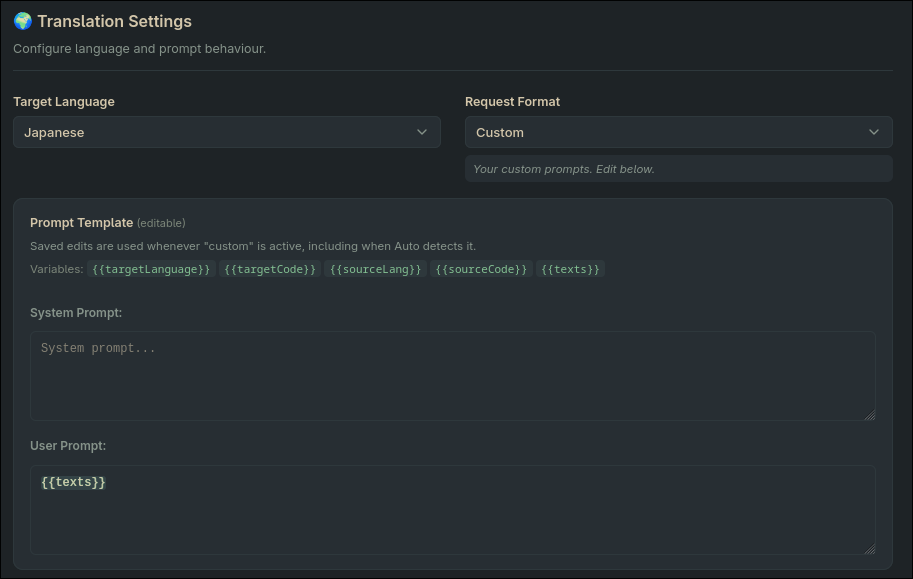 🌍 Translation Settings
Configure language and prompt behaviour.
Target Language
Japanese
Request Format
Custom
Your custom prompts. Edit below.
Prompt Template (editable)
Saved edits are used whenever "custom" is active, including when Auto detects it.
Variables: {{targetLanguage}} {{targetCode}} {{sourceLang}} {{sourceCode}} {{texts}}
System Prompt:
System prompt...
User Prompt:
{{texts}}